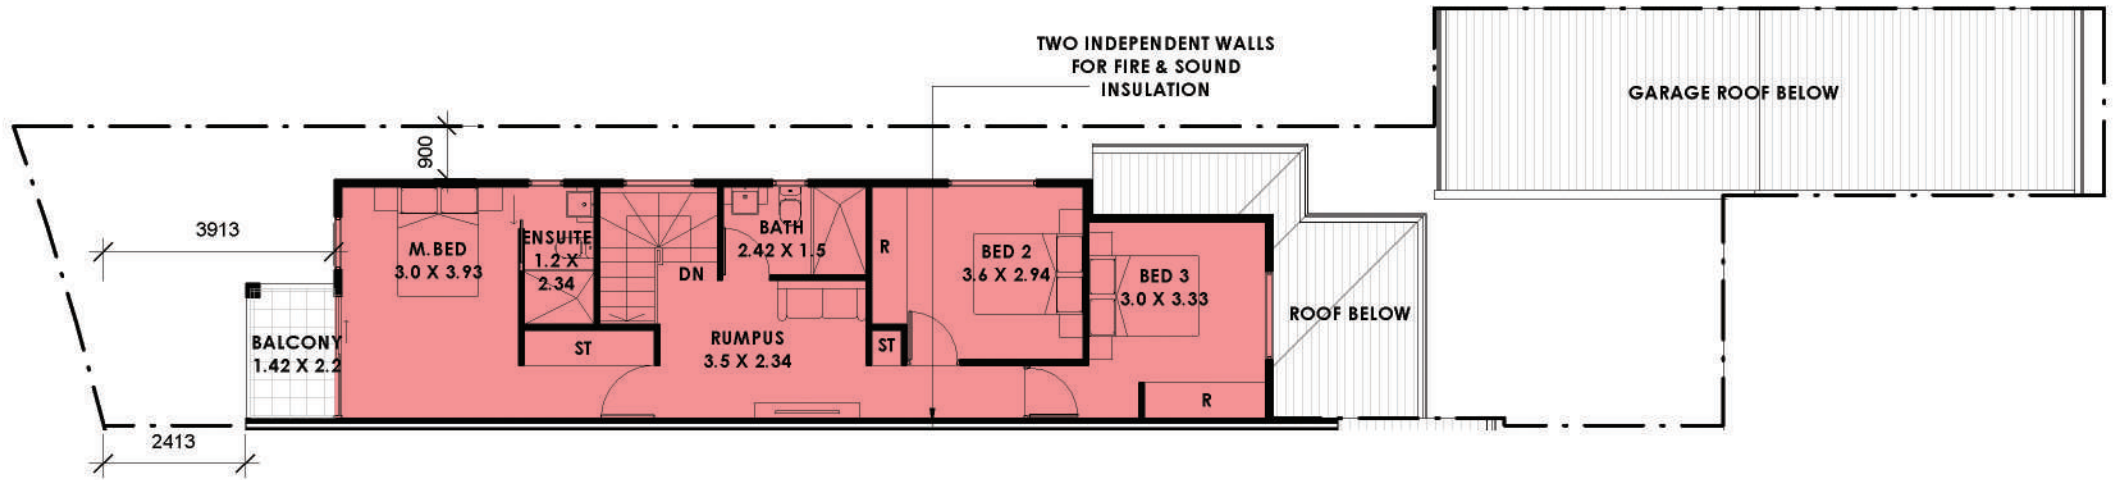 TWO INDEPENDENT WALLS
FOR FIRE & SOUND
INSULATION
GARAGE ROOF BELOW
900
3913
M.BED
3.0 X 3.93
ENSUITE
1.2 X
2.34
DN
BATH
2.42 X 1.5
R
BED 2
3.6 X 2.94
BED 3
3.0 X 3.33
ROOF BELOW
BALCONY
1.42 X 2.2
ST
RUMPUS
3.5 X 2.34
ST
R
2413